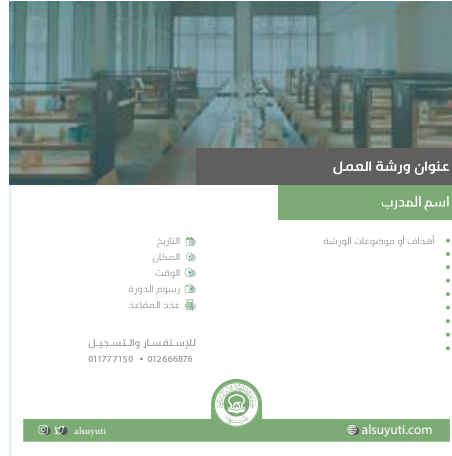 عنوان ورشة العمل
اسم المدرب
أهداف أو موضوعات الورشة
التاريخ
المكان
الوقت
رسوم الدورة
عدد المقاعد
للإستفسار والتسجيل
011777150 • 012666876
alsuyuti
alsuyuti.com